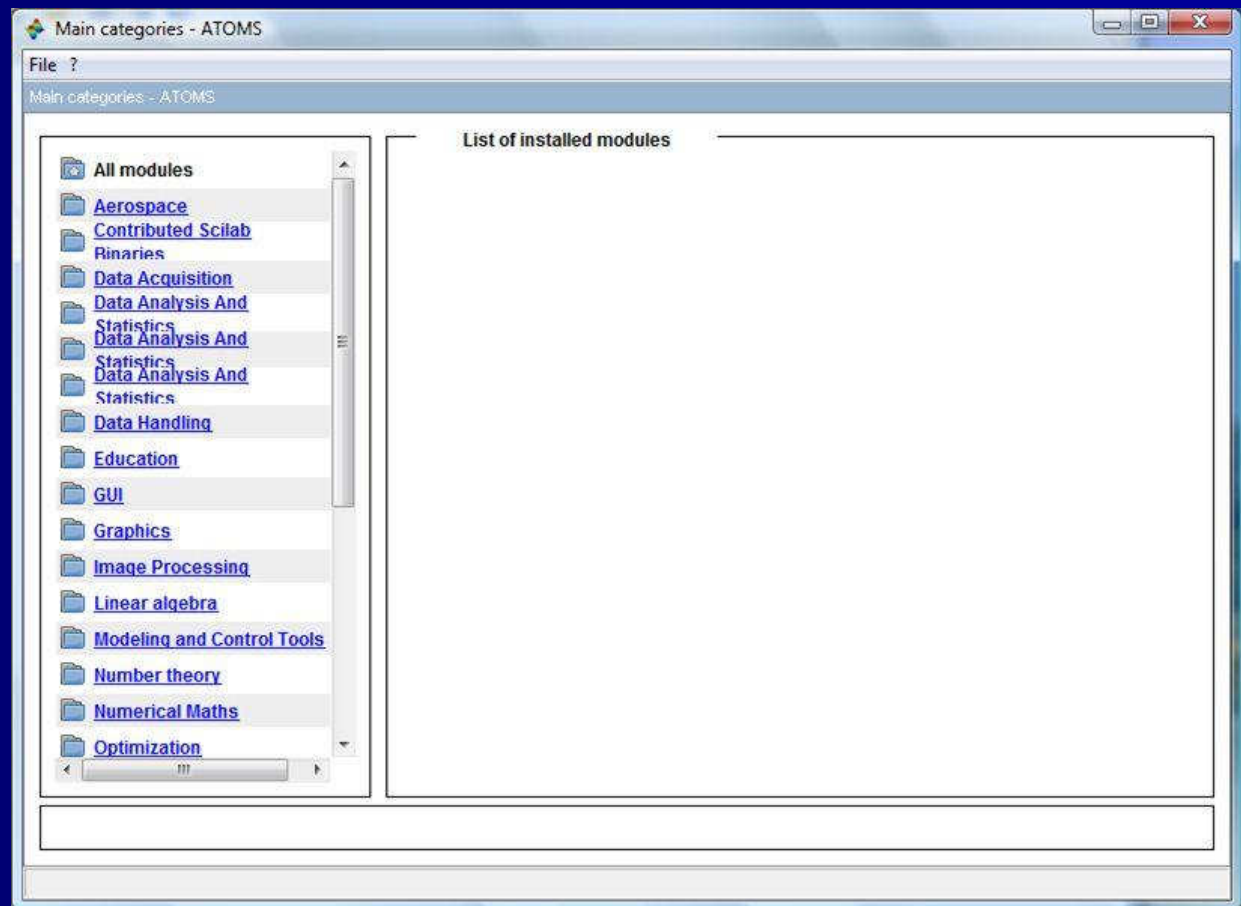 Main categories - ATOMS
File ?
Main categories - ATOMS
All modules
Aerospace
Contributed Scilab
Binaries
Data Acquisition
Data Analysis And
Statistics
Data Analysis And
Statistics
Data Analysis And
Statistics
Data Handling
Education
GUI
Graphics
Image Processing
Linear algebra
Modeling and Control Tools
Number theory
Numerical Maths
Optimization
List of installed modules